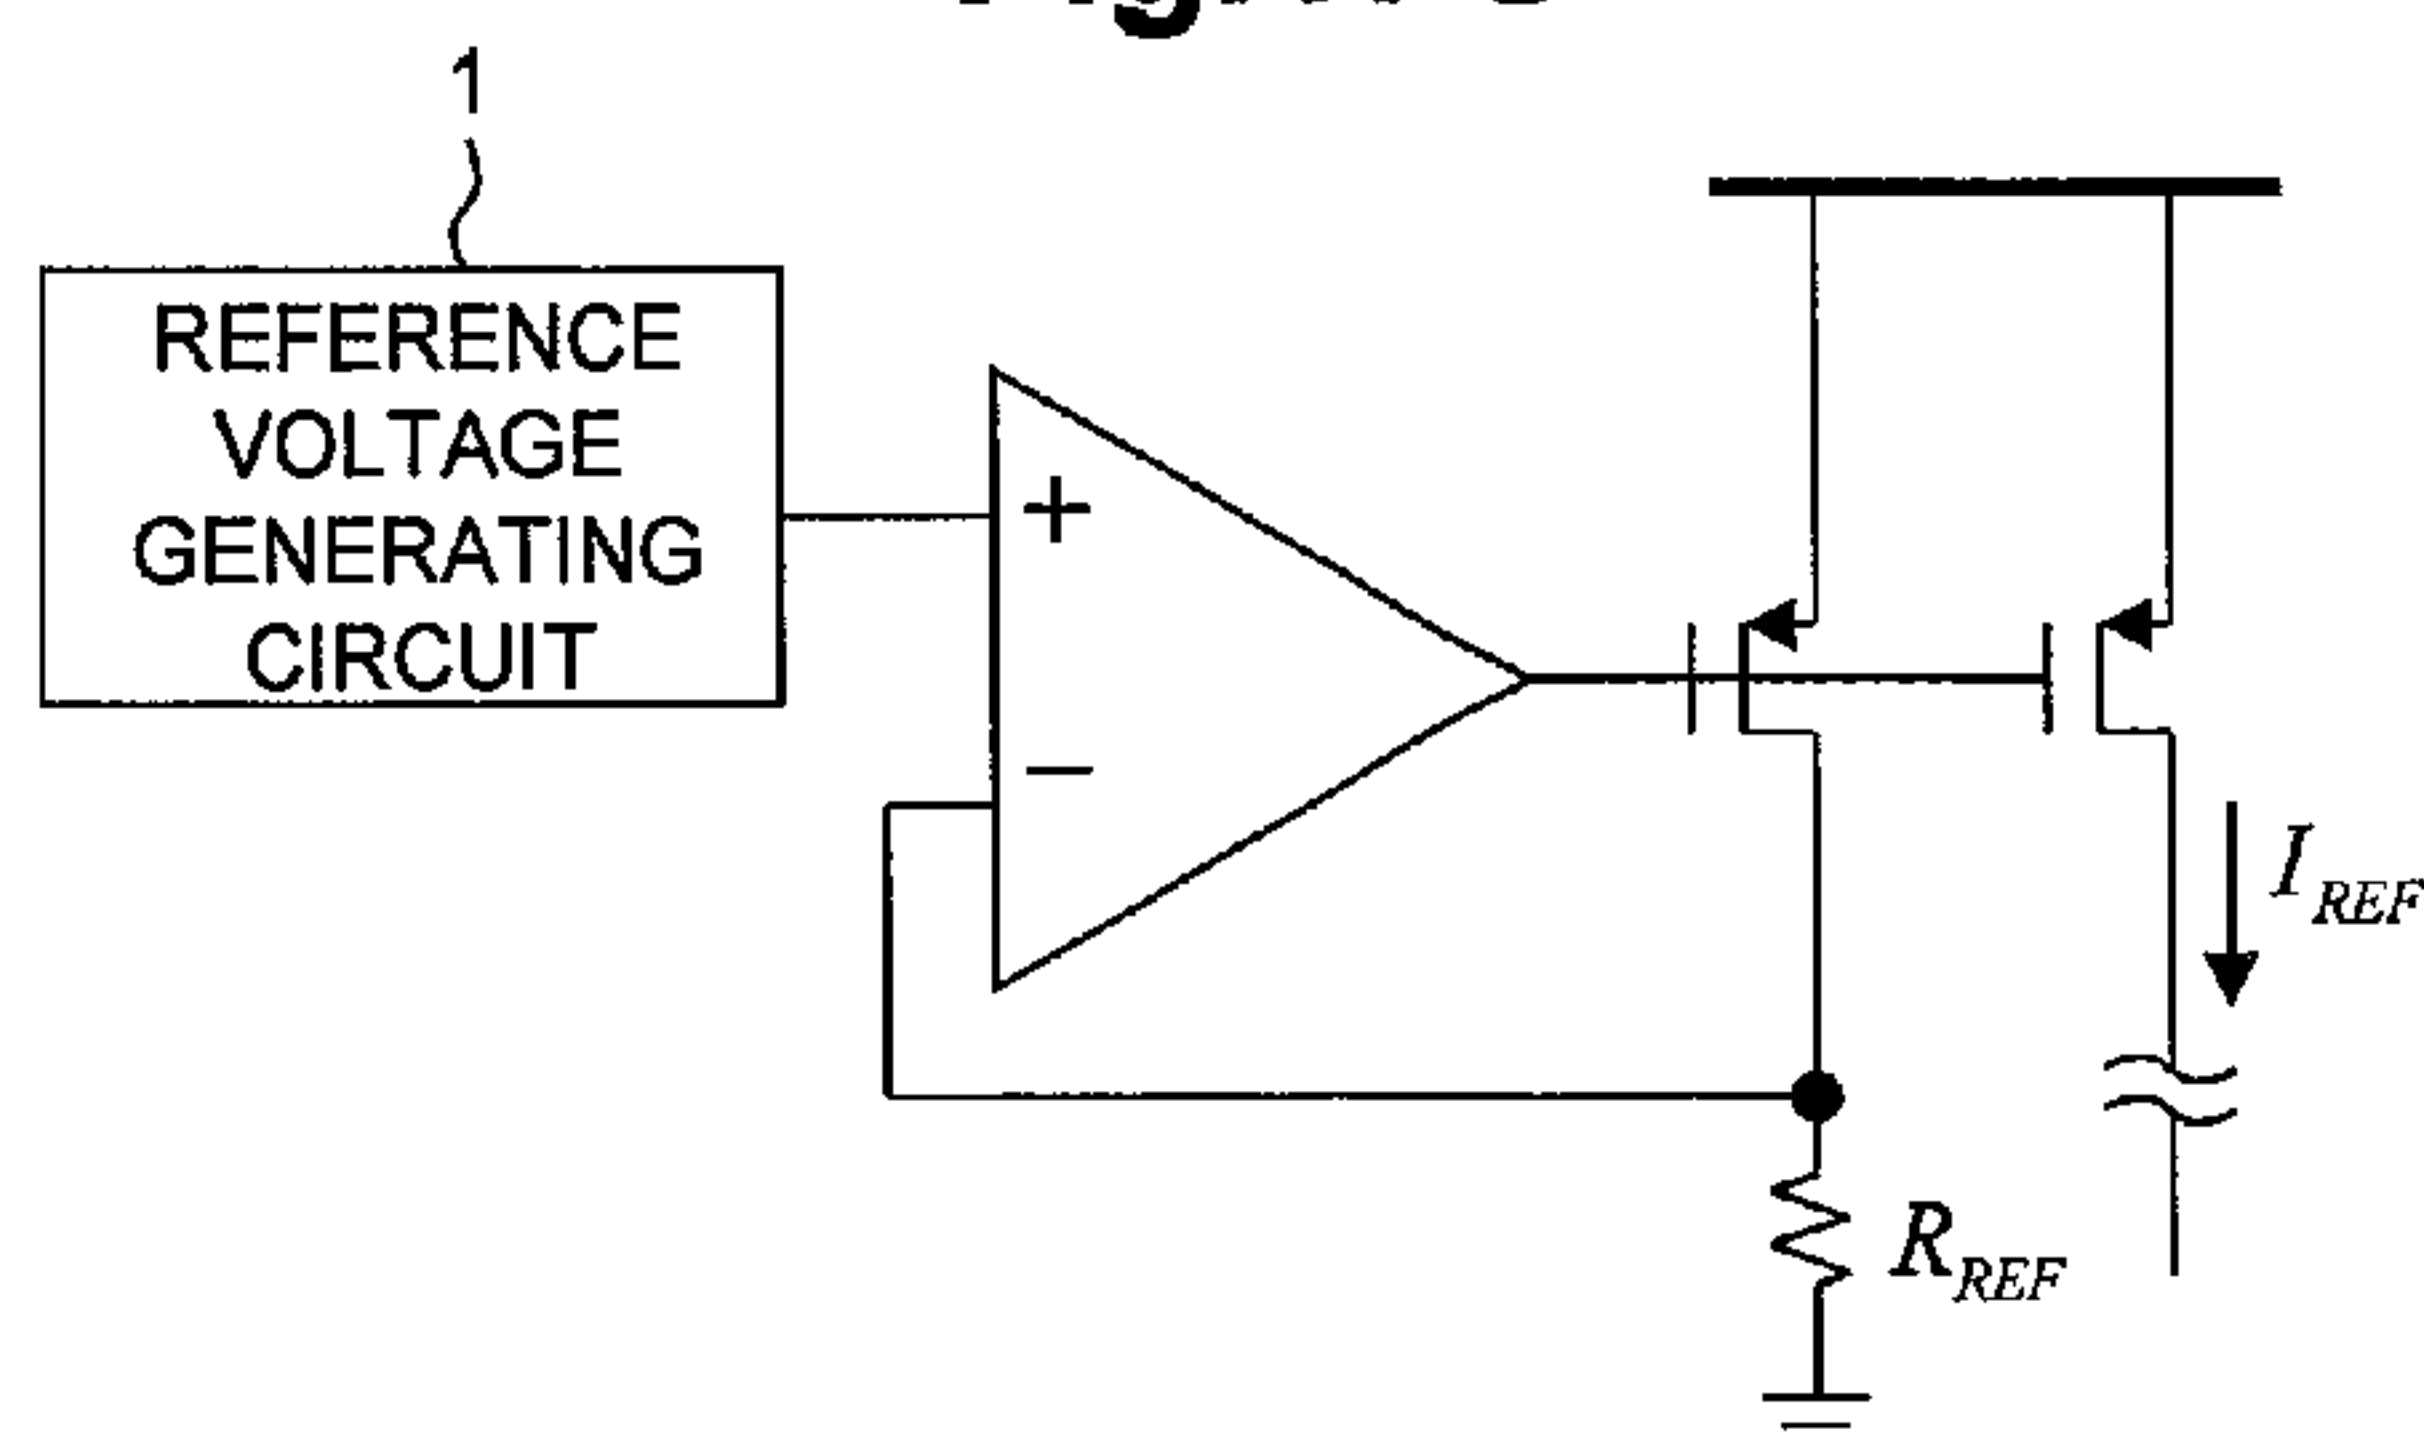 1
REFERENCE
VOLTAGE
GENERATING
CIRCUIT
+
−
I_REF
R_REF